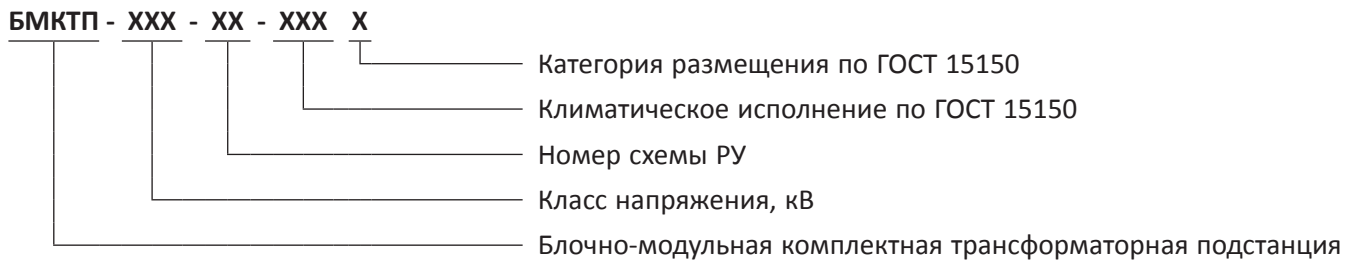 БМКТП - XXX - XX - XXX X
Категория размещения по ГОСТ 15150
Климатическое исполнение по ГОСТ 15150
Номер схемы РУ
Класс напряжения, кВ
Блочно-модульная комплектная трансформаторная подстанция